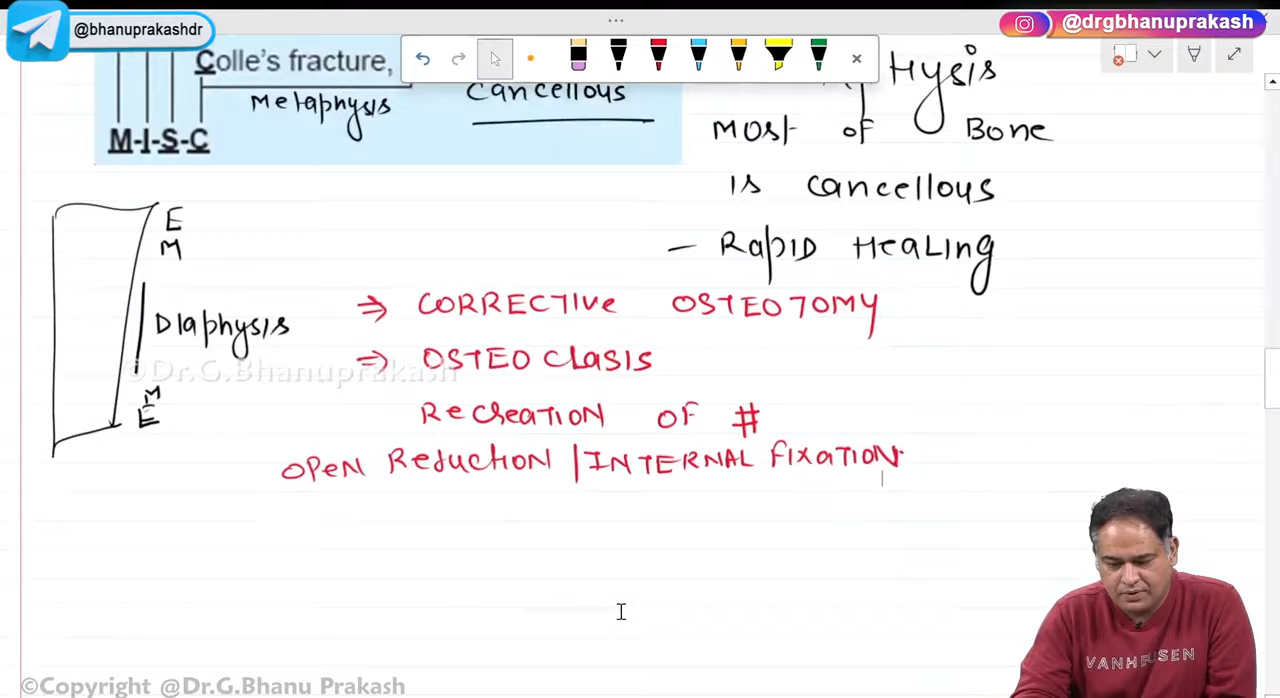 @bhanuprakashdr
@drgbhanuprakash
Colle's fracture,
Metaphysis
Cancellous
M-I-S-C
Hysis
Most of Bone
is cancellous
- Rapid Healing
E
M
Diaphysis
M
E
⇒ CORRECTIVE OSTEOTOMY
⇒ OSTEOCLASIS
Recreation of #
OPEN Reduction | INTERNAL fixation
©Dr.G.Bhanuprakash
VANHEUSEN
©Copyright @Dr.G.Bhanu Prakash